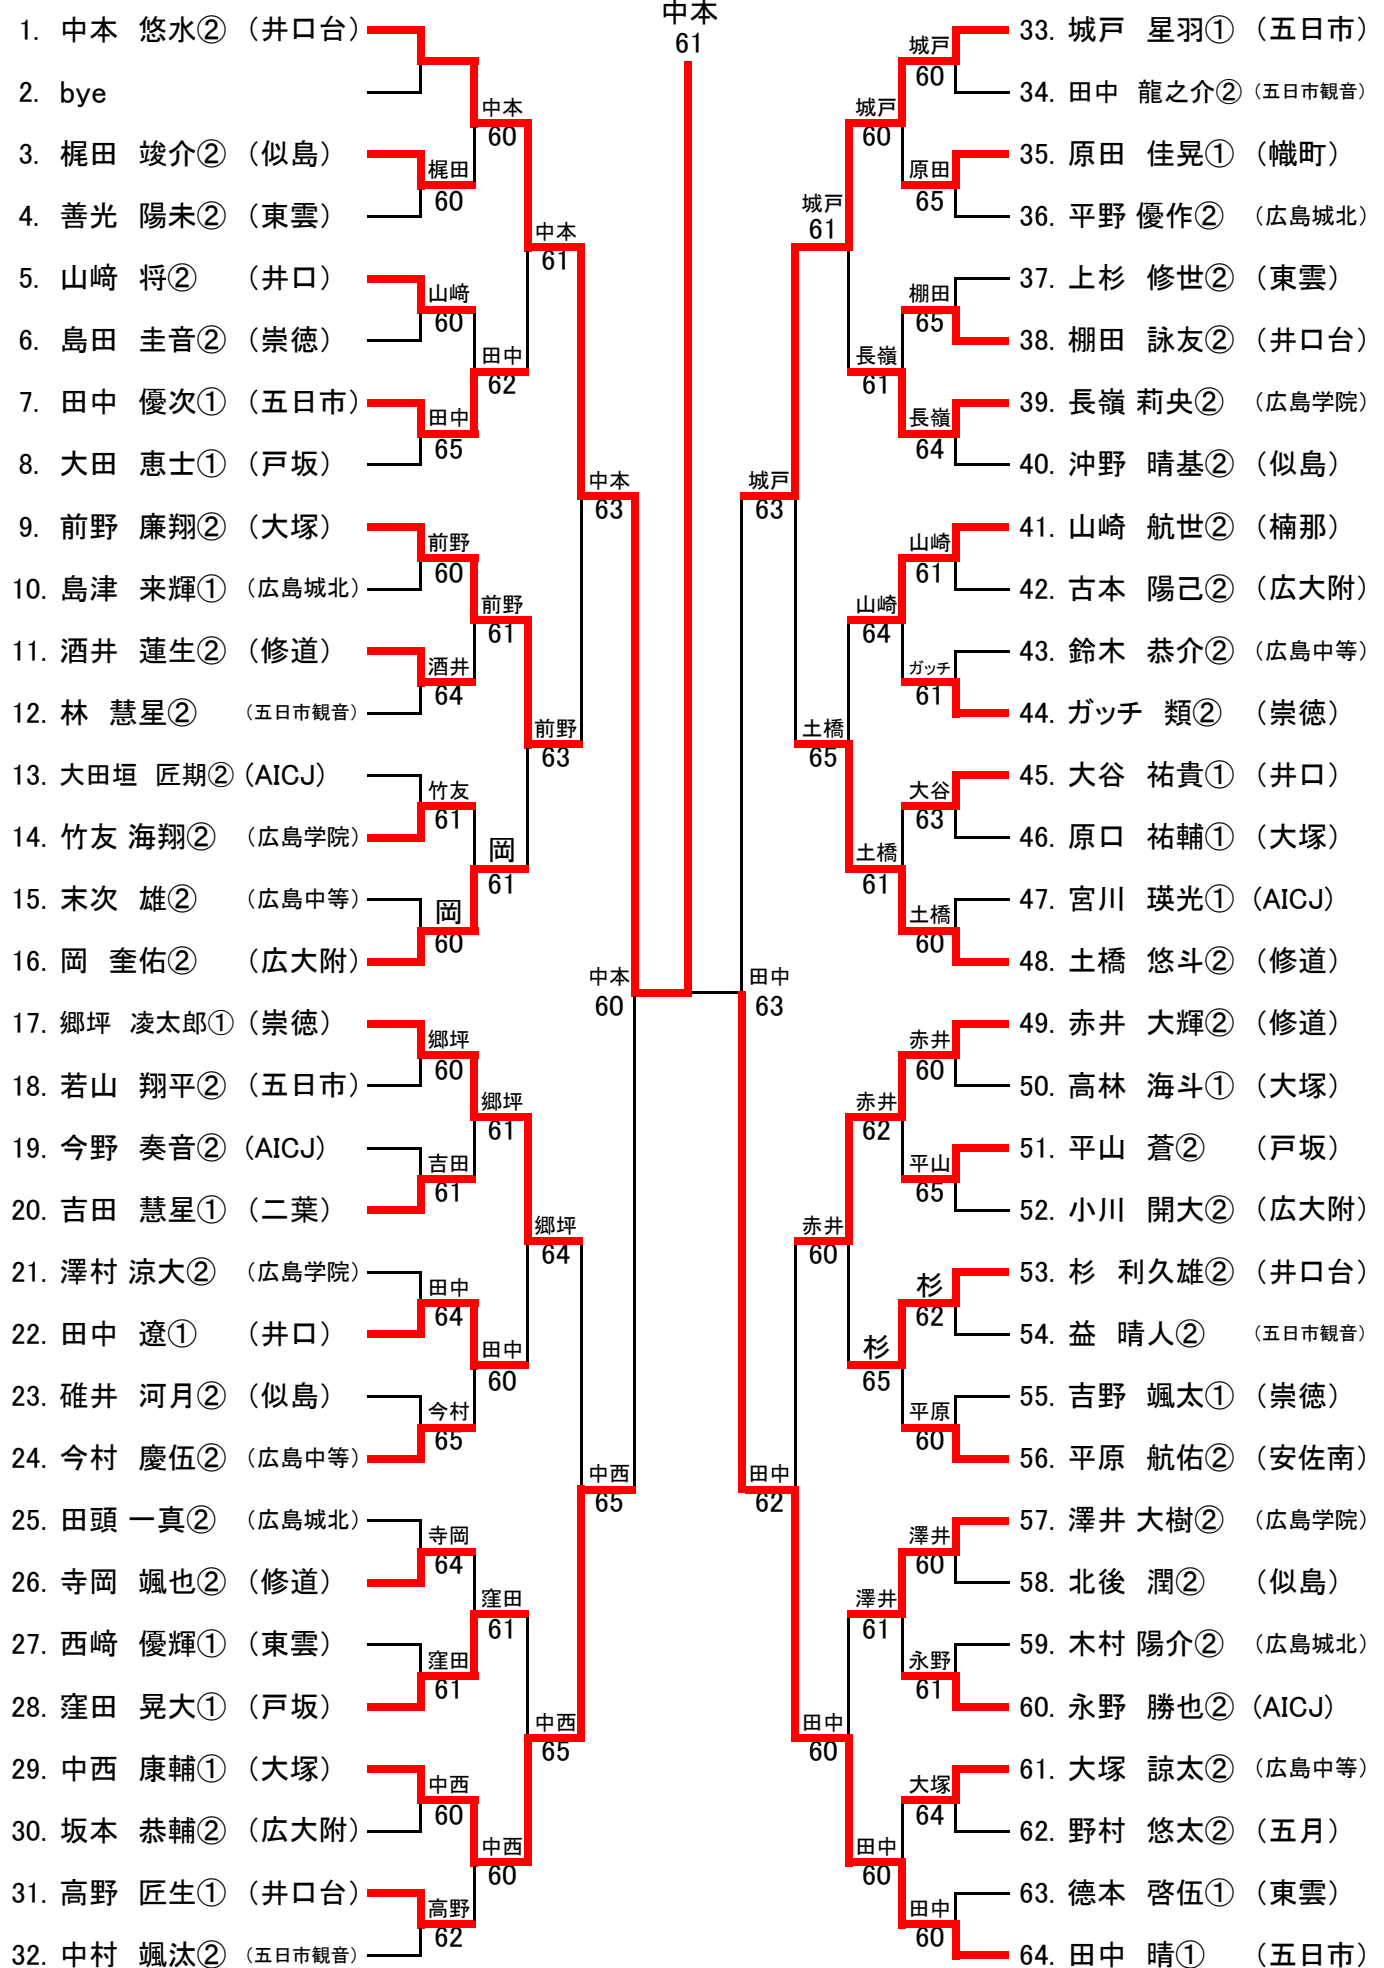 中本
61
1. 中本 悠水② (井口台)
2. bye
3. 梶田 竣介② (似島)
4. 善光 陽未② (東雲)
5. 山﨑 将② (井口)
6. 島田 圭音② (崇徳)
7. 田中 優次① (五日市)
8. 大田 恵士① (戸坂)
9. 前野 廉翔② (大塚)
10. 島津 来輝① (広島城北)
11. 酒井 蓮生② (修道)
12. 林 慧星② (五日市観音)
13. 大田垣 匠期② (AICJ)
14. 竹友 海翔② (広島学院)
15. 末次 雄② (広島中等)
16. 岡 奎佑② (広大附)
17. 郷坪 凌太郎① (崇徳)
18. 若山 翔平② (五日市)
19. 今野 奏音② (AICJ)
20. 吉田 慧星① (二葉)
21. 澤村 涼大② (広島学院)
22. 田中 遼① (井口)
23. 碓井 河月② (似島)
24. 今村 慶伍② (広島中等)
25. 田頭 一真② (広島城北)
26. 寺岡 颯也② (修道)
27. 西﨑 優輝① (東雲)
28. 窪田 晃大① (戸坂)
29. 中西 康輔① (大塚)
30. 坂本 恭輔② (広大附)
31. 高野 匠生① (井口台)
32. 中村 颯汰② (五日市観音)
梶田
60
山﨑
60
田中
65
前野
60
酒井
64
竹友
61
岡
60
郷坪
60
吉田
61
田中
64
今村
65
寺岡
64
窪田
61
中西
60
高野
62
中本
60
田中
62
前野
61
岡
61
郷坪
61
田中
60
窪田
61
中西
60
中本
61
前野
63
郷坪
64
中西
65
中本
63
中西
65
中本
60
田中
63
城戸
63
田中
62
城戸
61
土橋
65
赤井
60
田中
60
城戸
60
長嶺
61
山崎
64
土橋
61
赤井
62
杉
65
澤井
61
田中
60
城戸
60
原田
65
棚田
65
長嶺
64
山崎
61
ガッチ
61
大谷
63
土橋
60
赤井
60
平山
65
杉
62
平原
60
澤井
60
永野
61
大塚
64
田中
60
33. 城戸 星羽① (五日市)
34. 田中 龍之介② (五日市観音)
35. 原田 佳晃① (幟町)
36. 平野 優作② (広島城北)
37. 上杉 修世② (東雲)
38. 棚田 詠友② (井口台)
39. 長嶺 莉央② (広島学院)
40. 沖野 晴基② (似島)
41. 山崎 航世② (楠那)
42. 古本 陽己② (広大附)
43. 鈴木 恭介② (広島中等)
44. ガッチ 類② (崇徳)
45. 大谷 祐貴① (井口)
46. 原口 祐輔① (大塚)
47. 宮川 瑛光① (AICJ)
48. 土橋 悠斗② (修道)
49. 赤井 大輝② (修道)
50. 高林 海斗① (大塚)
51. 平山 蒼② (戸坂)
52. 小川 開大② (広大附)
53. 杉 利久雄② (井口台)
54. 益 晴人② (五日市観音)
55. 吉野 颯太① (崇徳)
56. 平原 航佑② (安佐南)
57. 澤井 大樹② (広島学院)
58. 北後 潤② (似島)
59. 木村 陽介② (広島城北)
60. 永野 勝也② (AICJ)
61. 大塚 諒太② (広島中等)
62. 野村 悠太② (五月)
63. 德本 啓伍① (東雲)
64. 田中 晴① (五日市)